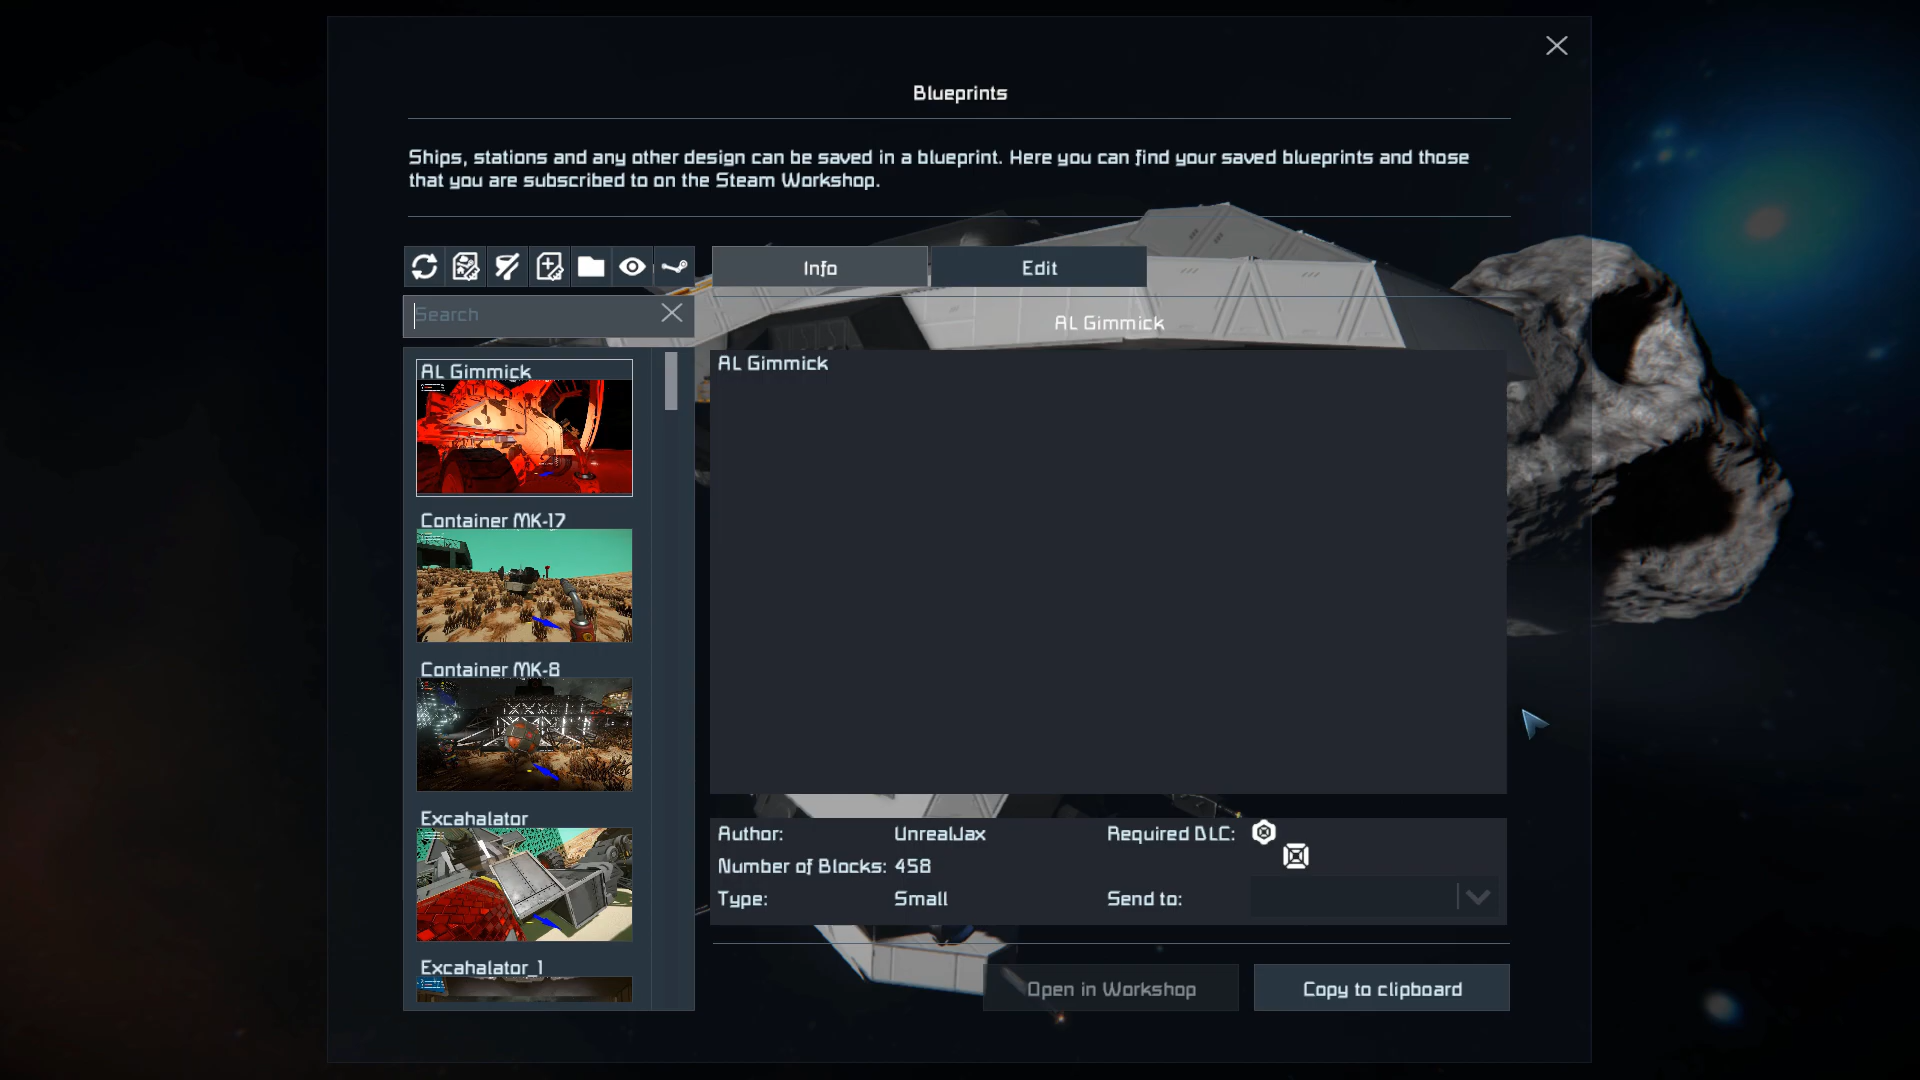 Blueprints
Ships, stations and any other design can be saved in a blueprint. Here you can find your saved blueprints and those
that you are subscribed to on the Steam Workshop.
Info
Edit
Search
AL Gimmick
AL Gimmick
AL Gimmick
Container MK-17
Container MK-8
Excahalator
Excahalator_1
Author: UnrealJax
Required DLC:
Number of Blocks: 458
Type: Small
Send to:
Open in Workshop
Copy to clipboard